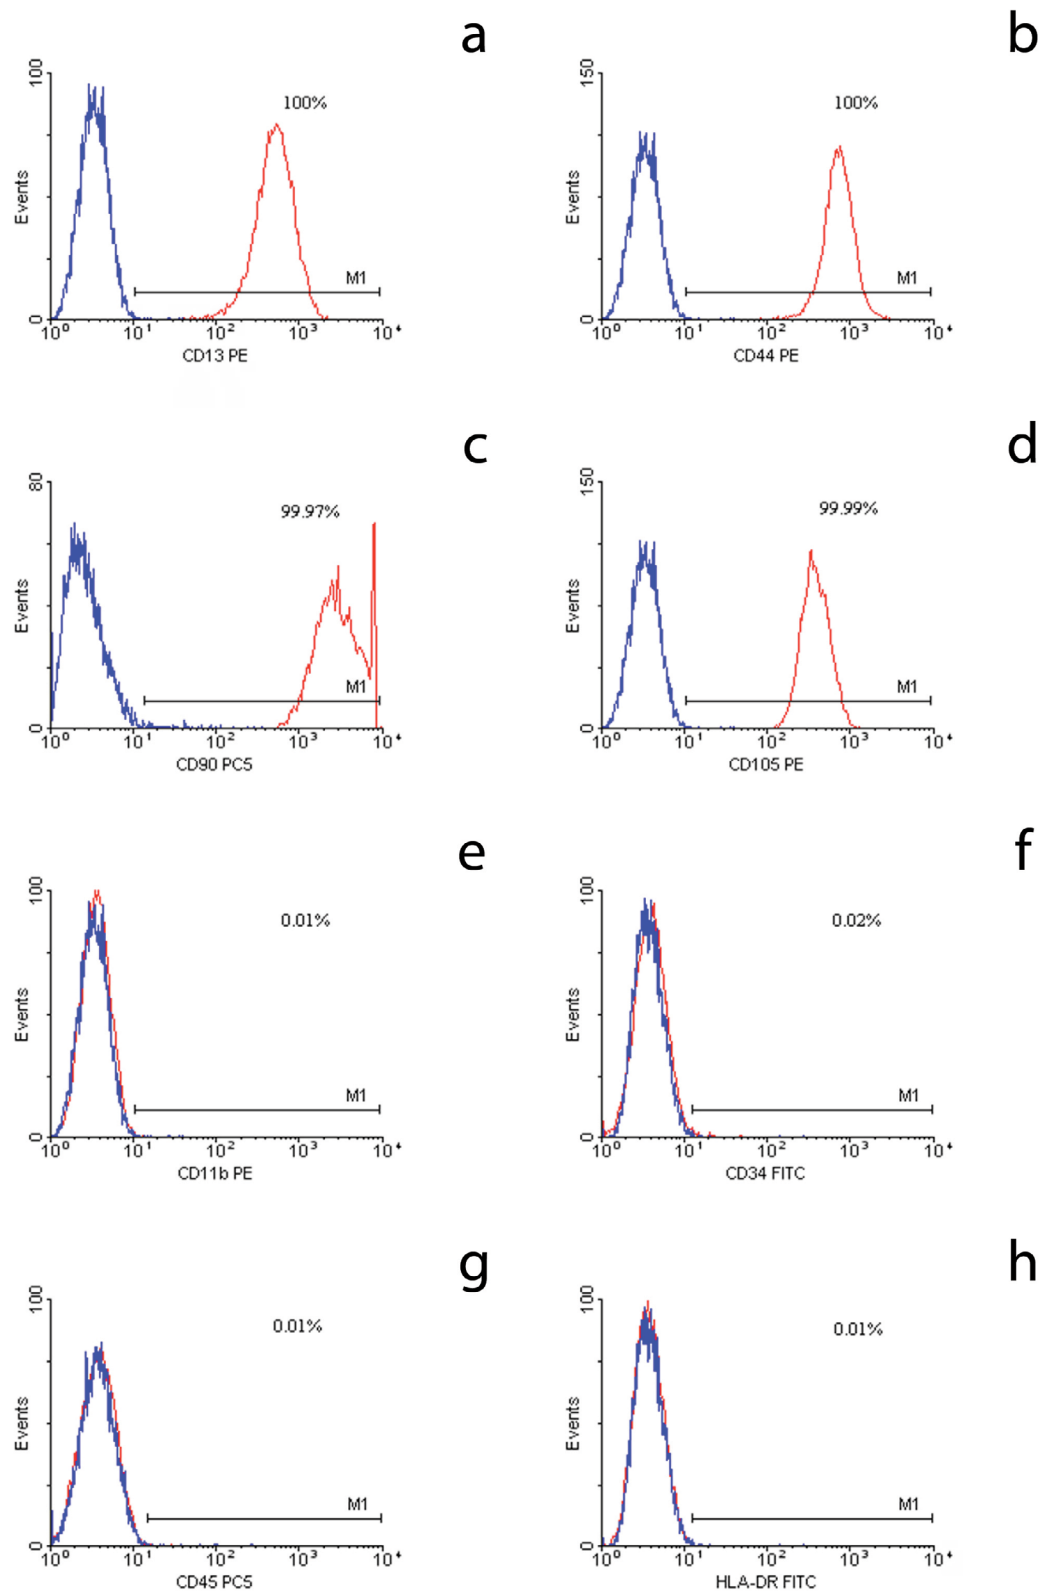 a
100
100%
Events
M1
0
10⁰ 10¹ 10² 10³ 10⁴
CD13 PE
b
150
100%
Events
M1
0
10⁰ 10¹ 10² 10³ 10⁴
CD44 PE
c
80
99.97%
Events
M1
0
10⁰ 10¹ 10² 10³ 10⁴
CD90 PC5
d
150
99.99%
Events
M1
0
10⁰ 10¹ 10² 10³ 10⁴
CD105 PE
e
100
0.01%
Events
M1
0
10⁰ 10¹ 10² 10³ 10⁴
CD11b PE
f
100
0.02%
Events
M1
0
10⁰ 10¹ 10² 10³ 10⁴
CD34 FITC
g
100
0.01%
Events
M1
0
10⁰ 10¹ 10² 10³ 10⁴
CD45 PC5
h
100
0.01%
Events
M1
0
10⁰ 10¹ 10² 10³ 10⁴
HLA-DR FITC